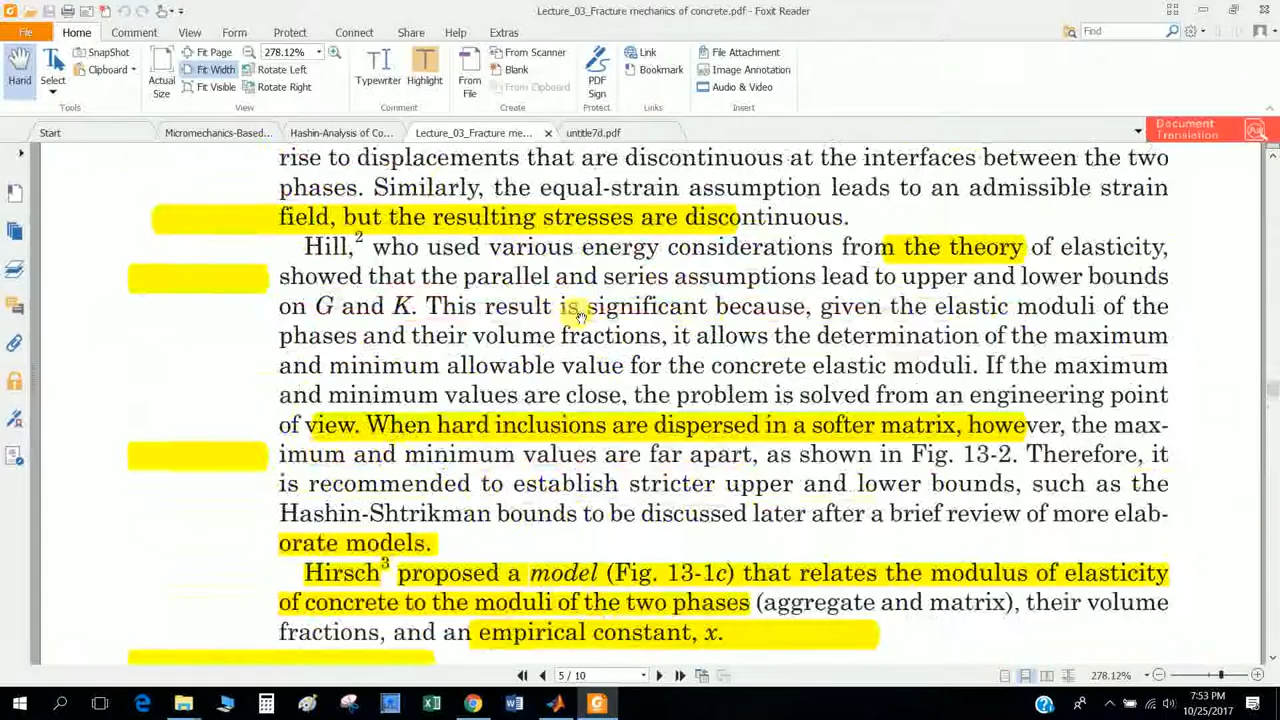 Lecture_03_Fracture mechanics of concrete.pdf - Foxit Reader
File Home Comment View Form Protect Connect Share Help Extras Find
Hand
Select
SnapShot
Clipboard
Tools
Actual Size
Fit Page
Fit Width
Fit Visible
278.12%
Rotate Left
Rotate Right
View
Typewriter
Highlight
Comment
From File
From Scanner
Blank
From Clipboard
Create
PDF Sign
Protect
Link
Bookmark
Links
File Attachment
Image Annotation
Audio & Video
Insert
Start Micromechanics-Based... Hashin-Analysis of Co... Lecture_03_Fracture me... untitle7d.pdf
Document Translation
rise to displacements that are discontinuous at the interfaces between the two
phases. Similarly, the equal-strain assumption leads to an admissible strain
field, but the resulting stresses are discontinuous.
Hill,2 who used various energy considerations from the theory of elasticity,
showed that the parallel and series assumptions lead to upper and lower bounds
on G and K. This result is significant because, given the elastic moduli of the
phases and their volume fractions, it allows the determination of the maximum
and minimum allowable value for the concrete elastic moduli. If the maximum
and minimum values are close, the problem is solved from an engineering point
of view. When hard inclusions are dispersed in a softer matrix, however, the max-
imum and minimum values are far apart, as shown in Fig. 13-2. Therefore, it
is recommended to establish stricter upper and lower bounds, such as the
Hashin-Shtrikman bounds to be discussed later after a brief review of more elab-
orate models.
Hirsch3 proposed a model (Fig. 13-1c) that relates the modulus of elasticity
of concrete to the moduli of the two phases (aggregate and matrix), their volume
fractions, and an empirical constant, x.
5 / 10
278.12%
7:53 PM
10/25/2017